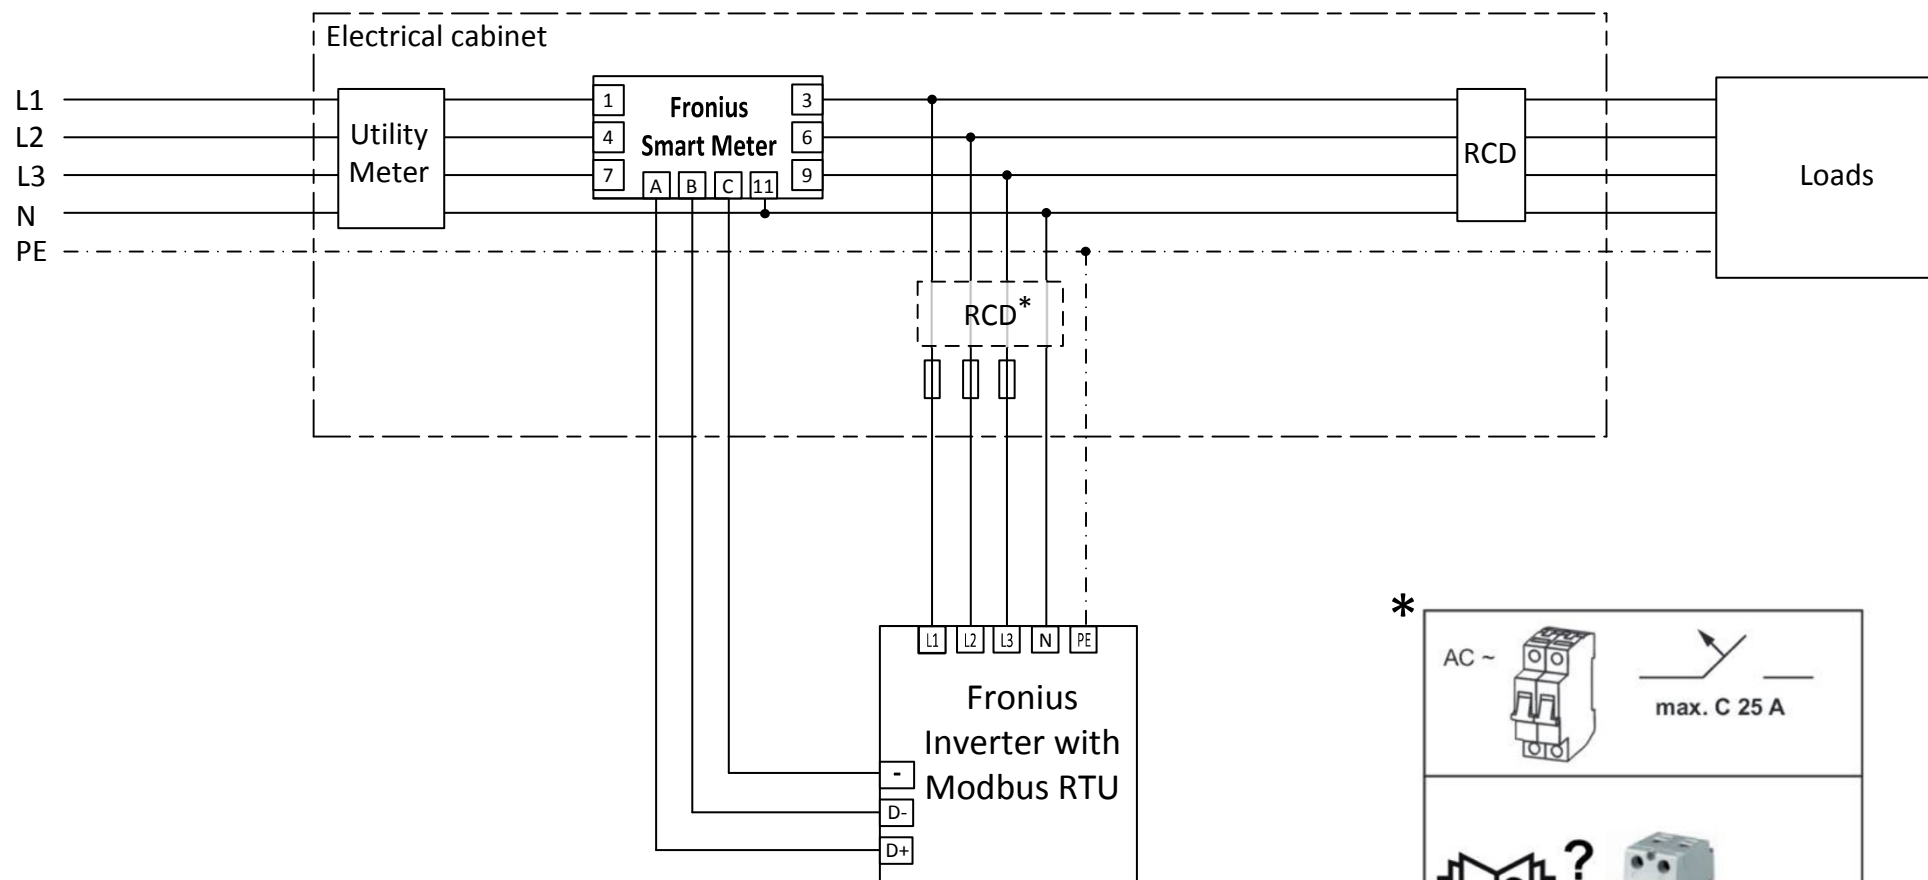 Electrical cabinet
L1
L2
L3
N
PE
Utility
Meter
1
4
7
Fronius
Smart Meter
3
6
9
A B C 11
RCD
Loads
RCD*
L1 L2 L3 N PE
Fronius
Inverter with
Modbus RTU
-
D-
D+
*
AC ~
max. C 25 A
?